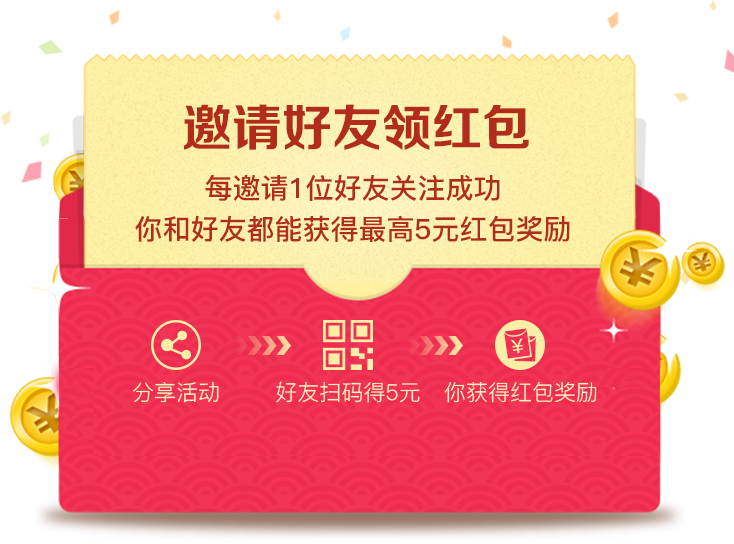 邀请好友领红包
每邀请1位好友关注成功
你和好友都能获得最高5元红包奖励
分享活动
好友扫码得5元
你获得红包奖励